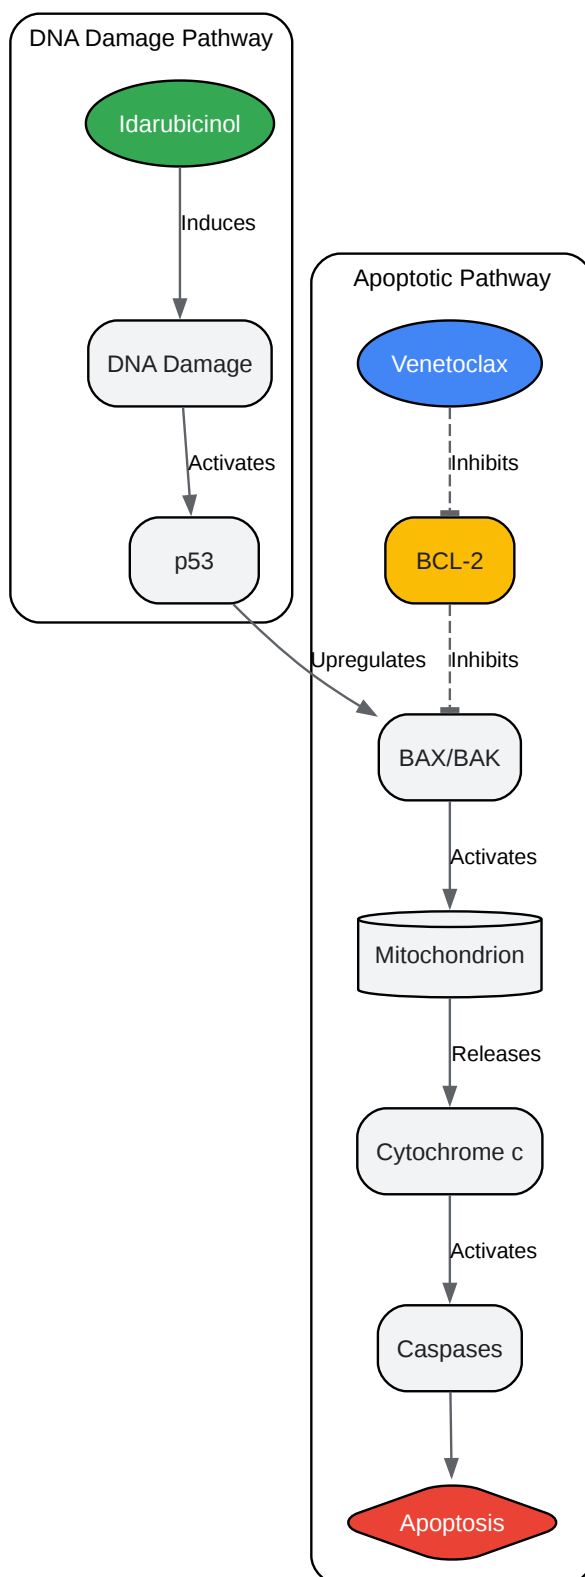 DNA Damage Pathway
Idarubicinol
Induces
DNA Damage
Activates
p53
Upregulates
Apoptotic Pathway
Venetoclax
Inhibits
BCL-2
Inhibits
BAX/BAK
Activates
Mitochondrion
Releases
Cytochrome c
Activates
Caspases
Apoptosis